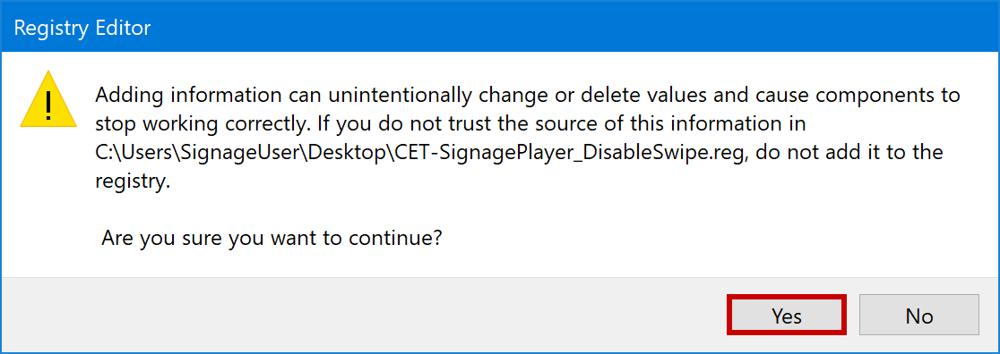 Registry Editor
Adding information can unintentionally change or delete values and cause components to
stop working correctly. If you do not trust the source of this information in
C:\Users\SignageUser\Desktop\CET-SignagePlayer_DisableSwipe.reg, do not add it to the
registry.
Are you sure you want to continue?
Yes No